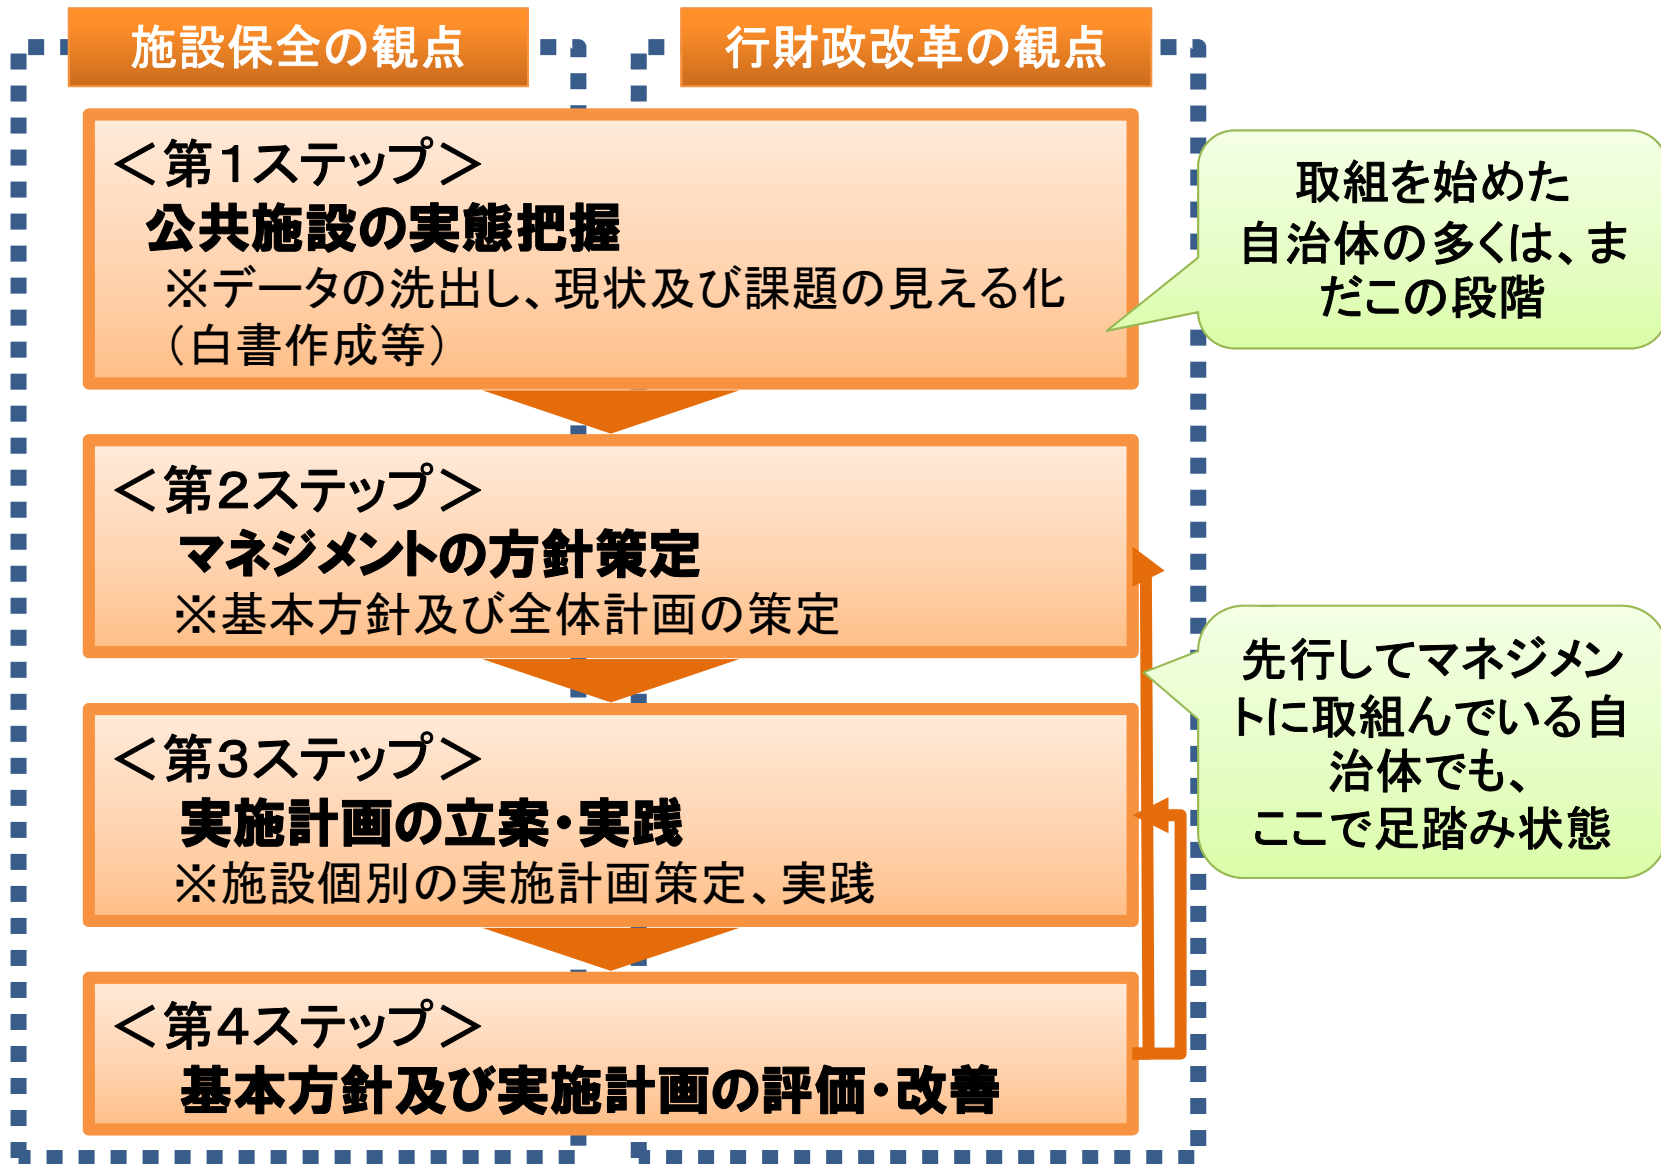 施設保全の観点
行財政改革の観点
＜第１ステップ＞
公共施設の実態把握
※データの洗出し、現状及び課題の見える化
（白書作成等）
取組を始めた
自治体の多くは、ま
だこの段階
＜第２ステップ＞
マネジメントの方針策定
※基本方針及び全体計画の策定
先行してマネジメン
トに取組んでいる自
治体でも、
ここで足踏み状態
＜第３ステップ＞
実施計画の立案・実践
※施設個別の実施計画策定、実践
＜第４ステップ＞
基本方針及び実施計画の評価・改善